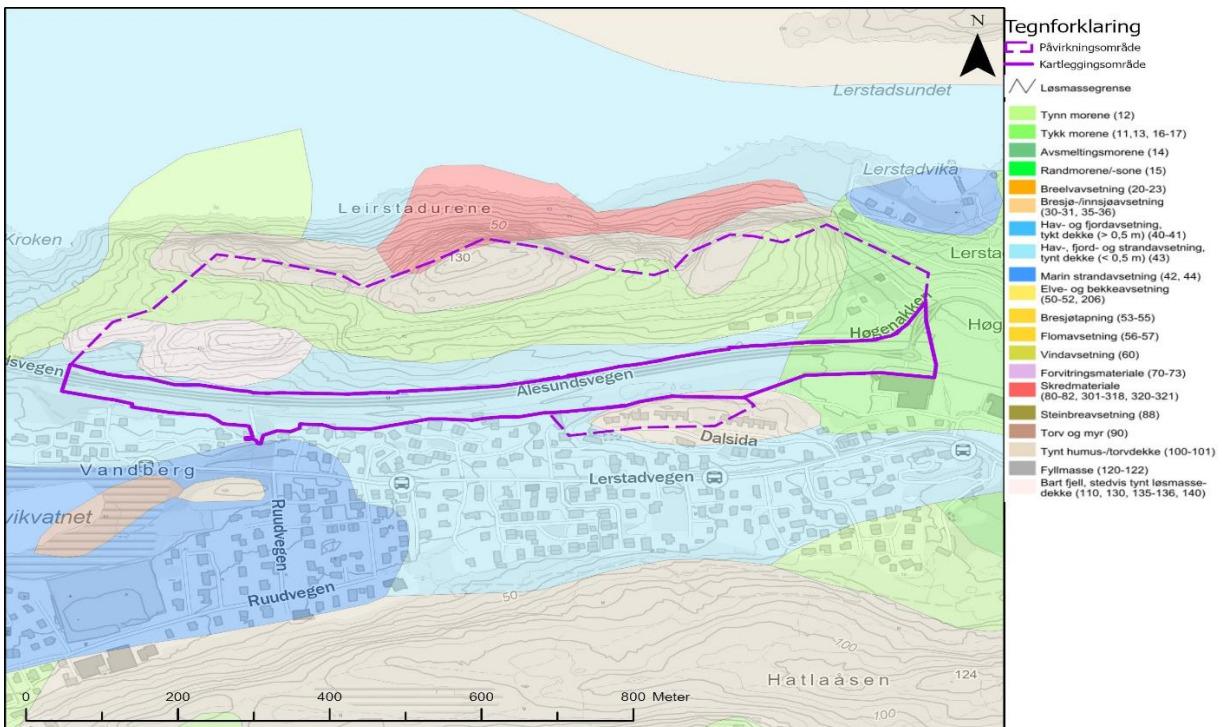 N
Lerstadsundet
Lerstadvika
Leirstadurene
Kroken
50
130
Lersta
Høgenakken
Høg
dsvegen
Ålesundsvegen
Dalsida
Vandberg
Lerstadvegen
vikvatnet
Ruudvegen
Ruudvegen
50
100
Hatlaåsen
124
100
0 200 400 600 800 Meter
Tegnforklaring
Påvirkningsområde
Kartleggingsområde
Løsmassegrense
Tynn morene (12)
Tykk morene (11,13, 16-17)
Avsmeltingsmorene (14)
Randmorene/-sone (15)
Breelvavsetning (20-23)
Bresjø-/innsjøavsetning
(30-31, 35-36)
Hav- og fjordavsetning,
tykt dekke (> 0,5 m) (40-41)
Hav-, fjord- og strandavsetning,
tynt dekke (< 0,5 m) (43)
Marin strandavsetning (42, 44)
Elve- og bekkeavsetning
(50-52, 206)
Bresjøtapning (53-55)
Flomavsetning (56-57)
Vindavsetning (60)
Forvitringsmateriale (70-73)
Skredmateriale
(80-82, 301-318, 320-321)
Steinbreavsetning (88)
Torv og myr (90)
Tynt humus-/torvdekke (100-101)
Fyllmasse (120-122)
Bart fjell, stedvis tynt løsmasse-
dekke (110, 130, 135-136, 140)